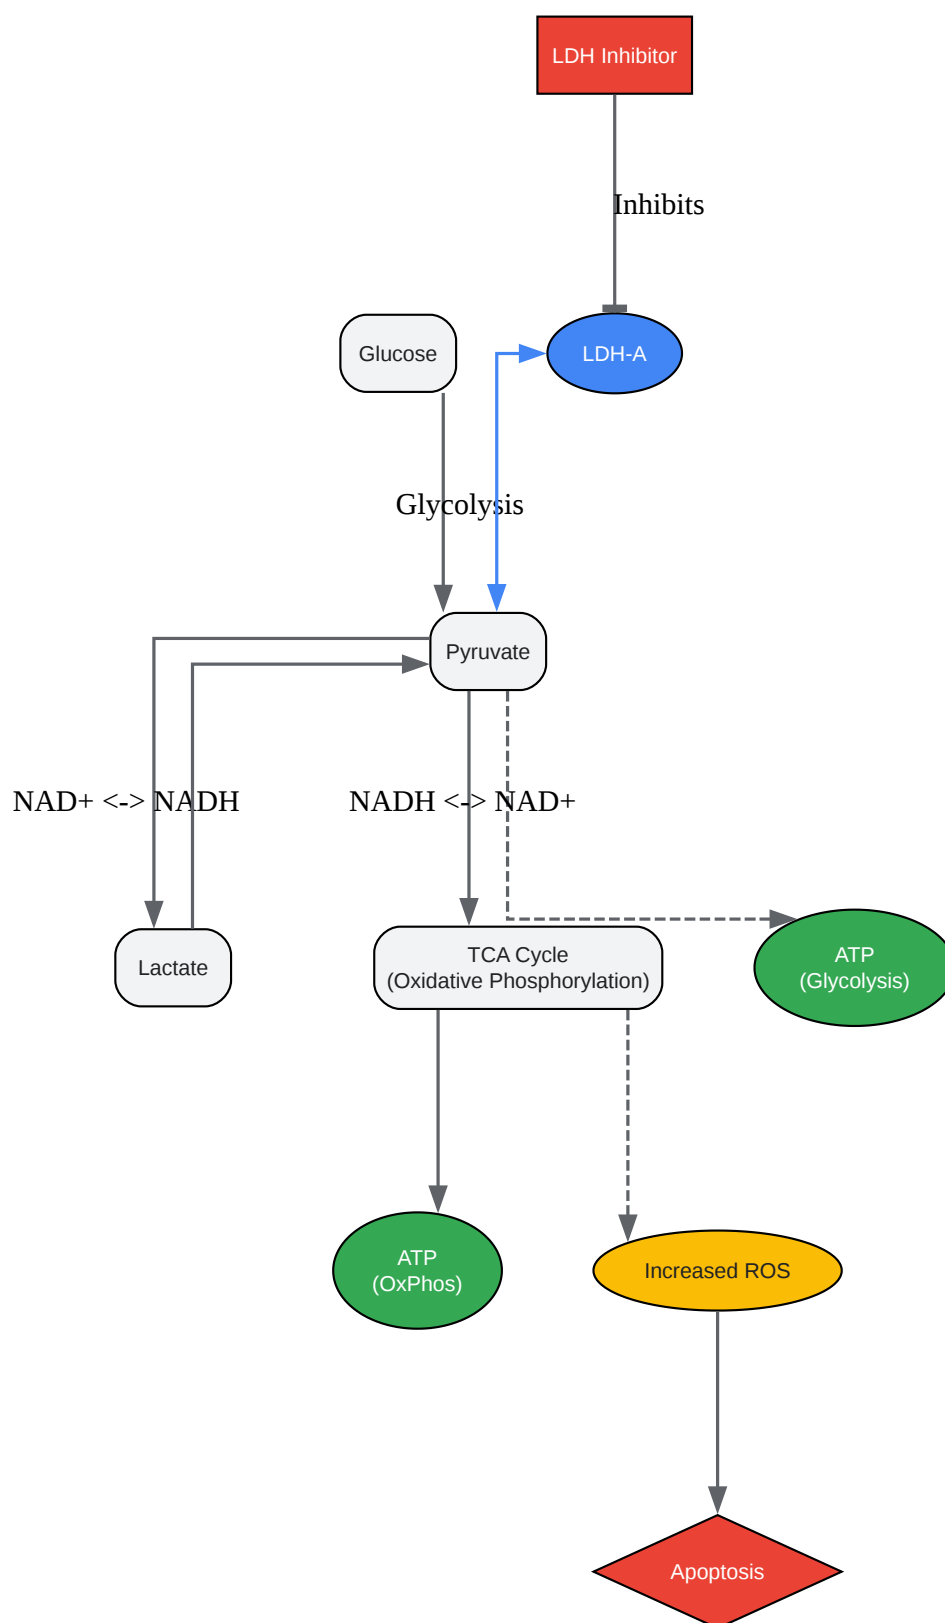 LDH Inhibitor
Inhibits
Glucose
LDH-A
Glycolysis
Pyruvate
NAD+ <-> NADH
NADH <-> NAD+
Lactate
TCA Cycle
(Oxidative Phosphorylation)
ATP
(Glycolysis)
ATP
(OxPhos)
Increased ROS
Apoptosis